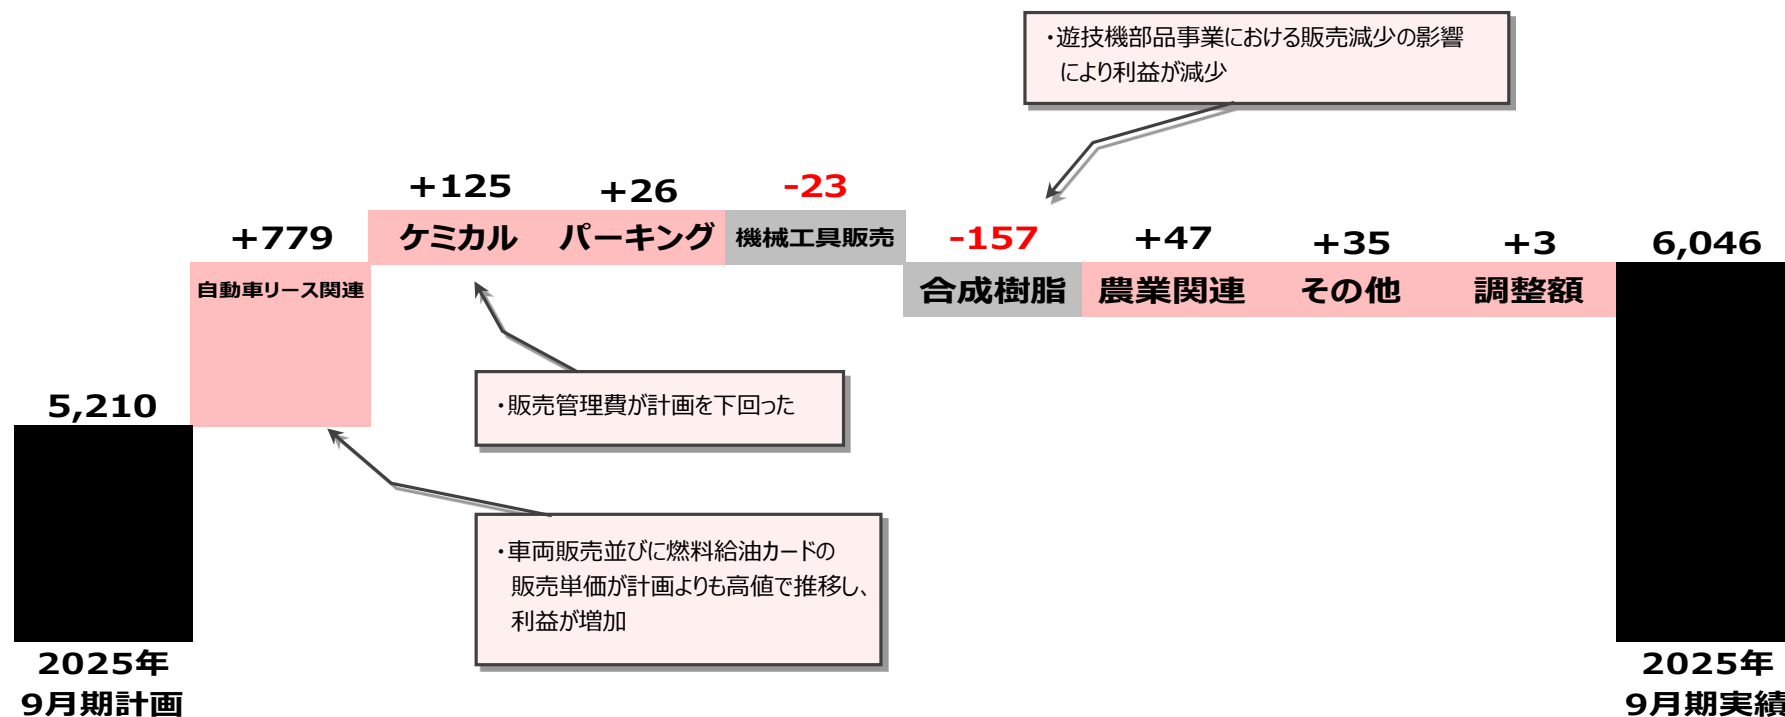 ・遊技機部品事業における販売減少の影響
により利益が減少
+125
+26
-23
+779
ケミカル
パーキング
機械工具販売
-157
+47
+35
+3
6,046
自動車リース関連
合成樹脂
農業関連
その他
調整額
5,210
・販売管理費が計画を下回った
・車両販売並びに燃料給油カードの
販売単価が計画よりも高値で推移し、
利益が増加
2025年
9月期計画
2025年
9月期実績